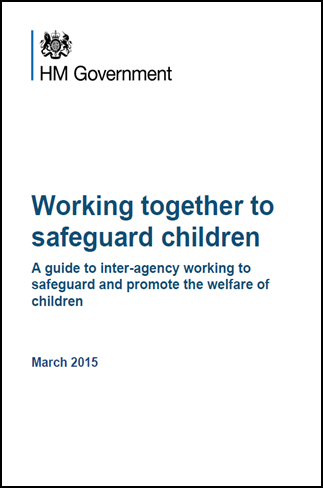 HM Government
Working together to
safeguard children
A guide to inter-agency working to
safeguard and promote the welfare of
children
March 2015